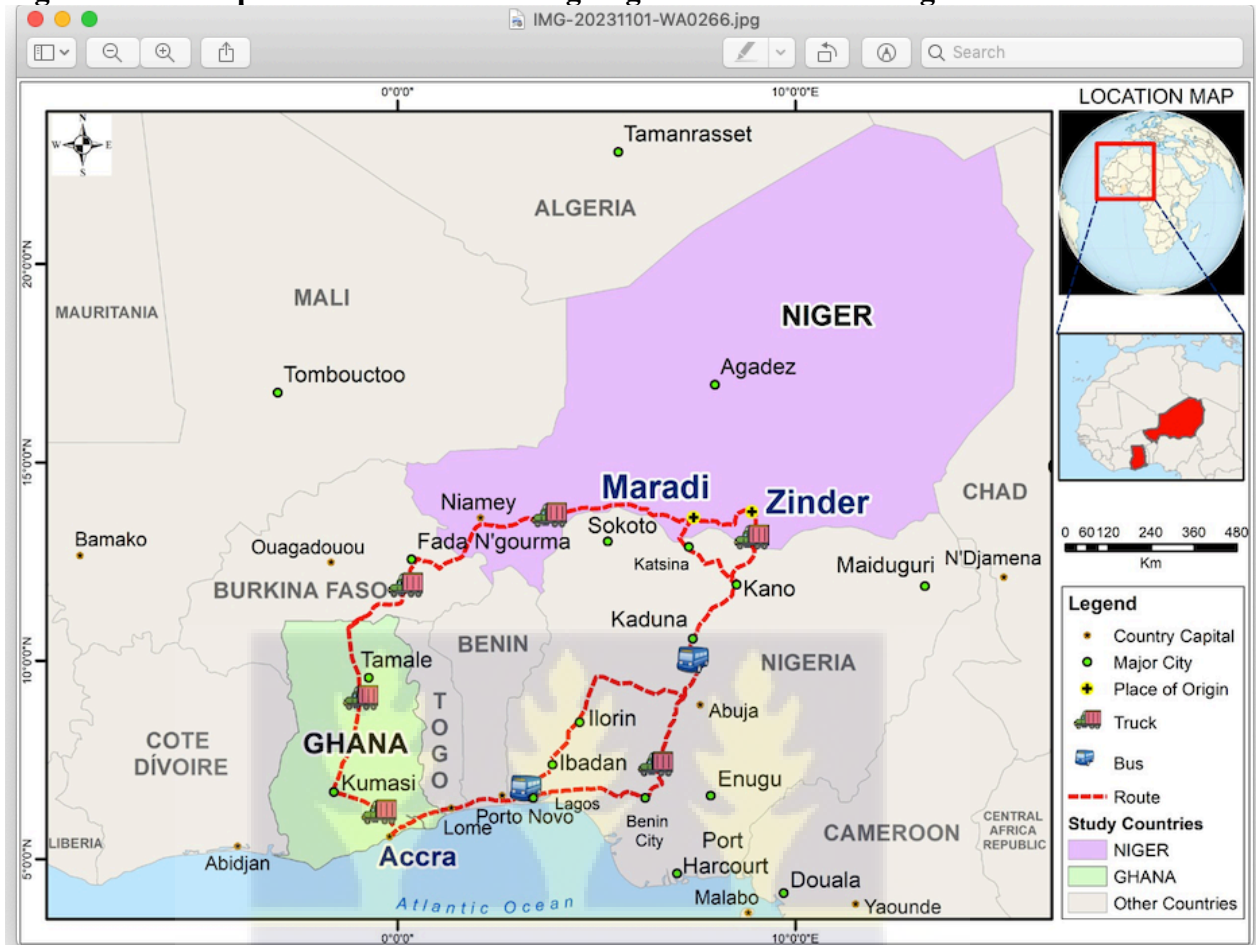 IMG-20231101-WA0266.jpg
Search
0°0'0"
10°0'0"E
LOCATION MAP
N
W
E
S
Tamanrasset
ALGERIA
20°0'0"N
MALI
MAURITANIA
NIGER
Agadez
Tombouctoo
15°0'0"N
Maradi
Zinder
CHAD
Niamey
Sokoto
Bamako
Ouagadouou
Fada N'gourma
Katsina
Maiduguri
N'Djamena
0 60 120 240 360 480
Km
BURKINA FASO
Kano
Kaduna
Legend
Country Capital
Major City
Place of Origin
Truck
Bus
Route
Study Countries
NIGER
GHANA
Other Countries
10°0'0"N
BENIN
NIGERIA
Tamale
TOGO
Abuja
Ilorin
COTE
DÍVOIRE
GHANA
Ibadan
Enugu
Kumasi
Lagos
Porto Novo
Lome
Benin
City
CAMEROON
CENTRAL
AFRICA
REPUBLIC
LIBERIA
Abidjan
Accra
Port
Harcourt
Douala
Malabo
Yaounde
5°0'0"N
Atlantic Ocean
0°0'0"
10°0'0"E